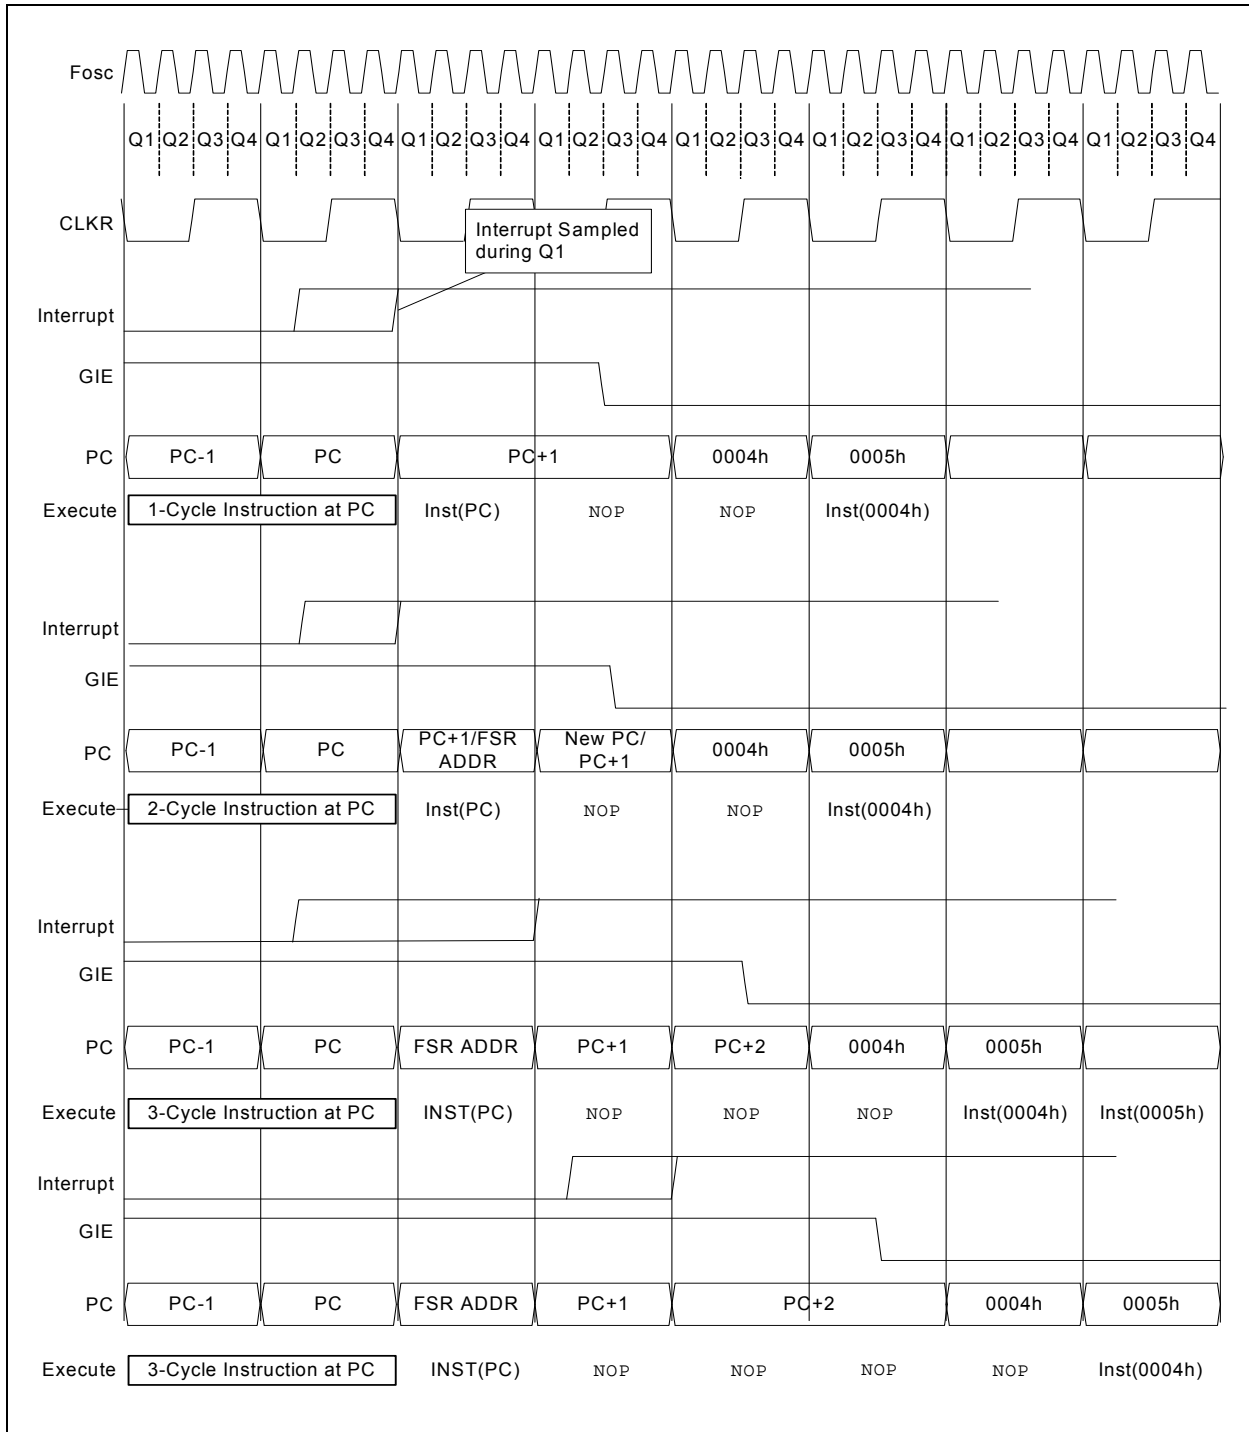 Fosc
Q1 Q2 Q3 Q4 Q1 Q2 Q3 Q4 Q1 Q2 Q3 Q4 Q1 Q2 Q3 Q4 Q1 Q2 Q3 Q4 Q1 Q2 Q3 Q4 Q1 Q2 Q3 Q4 Q1 Q2 Q3 Q4
CLKR
Interrupt Sampled
during Q1
Interrupt
GIE
PC PC-1 PC PC+1 0004h 0005h
Execute 1-Cycle Instruction at PC Inst(PC) NOP NOP Inst(0004h)
Interrupt
GIE
PC PC-1 PC PC+1/FSR ADDR New PC/ PC+1 0004h 0005h
Execute 2-Cycle Instruction at PC Inst(PC) NOP NOP Inst(0004h)
Interrupt
GIE
PC PC-1 PC FSR ADDR PC+1 PC+2 0004h 0005h
Execute 3-Cycle Instruction at PC INST(PC) NOP NOP NOP Inst(0004h) Inst(0005h)
Interrupt
GIE
PC PC-1 PC FSR ADDR PC+1 PC+2 0004h 0005h
Execute 3-Cycle Instruction at PC INST(PC) NOP NOP NOP NOP Inst(0004h)